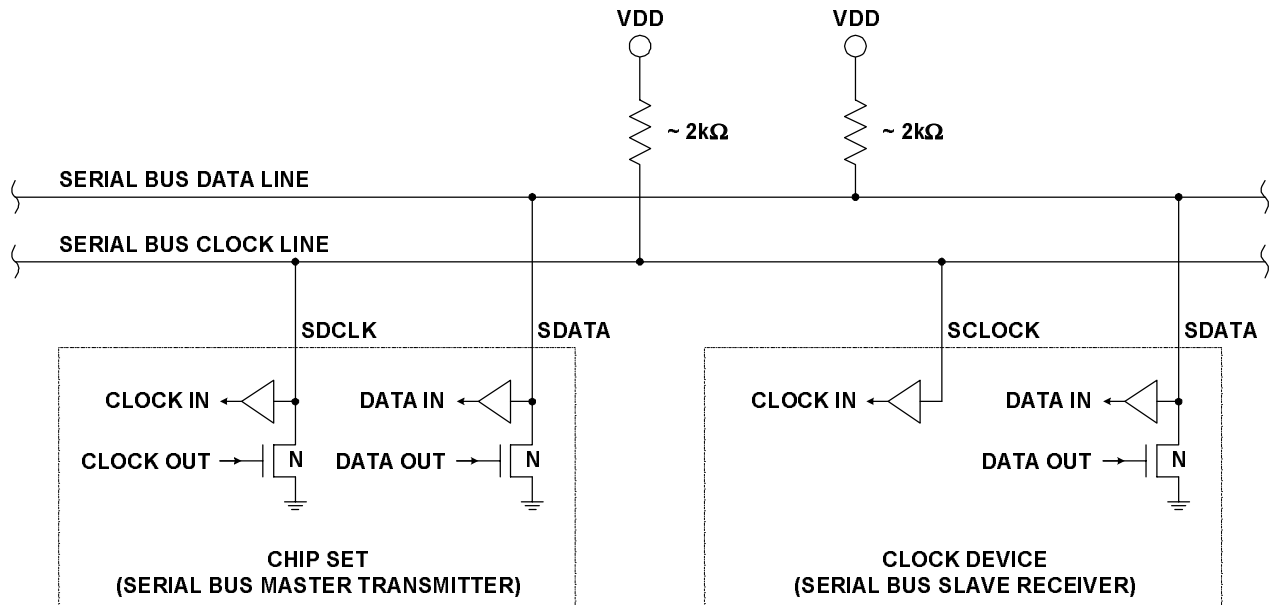 VDD
VDD
~ 2kΩ
~ 2kΩ
SERIAL BUS DATA LINE
SERIAL BUS CLOCK LINE
SDCLK
SDATA
SCLOCK
SDATA
CLOCK IN
DATA IN
CLOCK IN
DATA IN
CLOCK OUT
N
DATA OUT
N
DATA OUT
N
CHIP SET
(SERIAL BUS MASTER TRANSMITTER)
CLOCK DEVICE
(SERIAL BUS SLAVE RECEIVER)